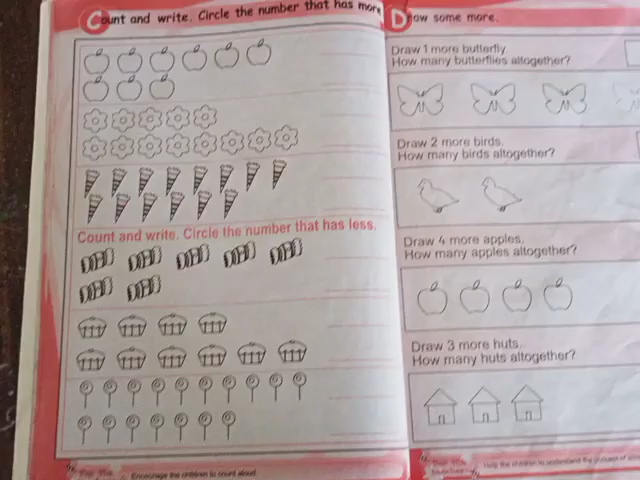 Count and write. Circle the number that has more
Count and write. Circle the number that has less.
Encourage the children to count aloud.
Draw some more.
Draw 1 more butterfly.
How many butterflies altogether?
Draw 2 more birds.
How many birds altogether?
Draw 4 more apples.
How many apples altogether?
Draw 3 more huts.
How many huts altogether?
Help the children to understand the concept of